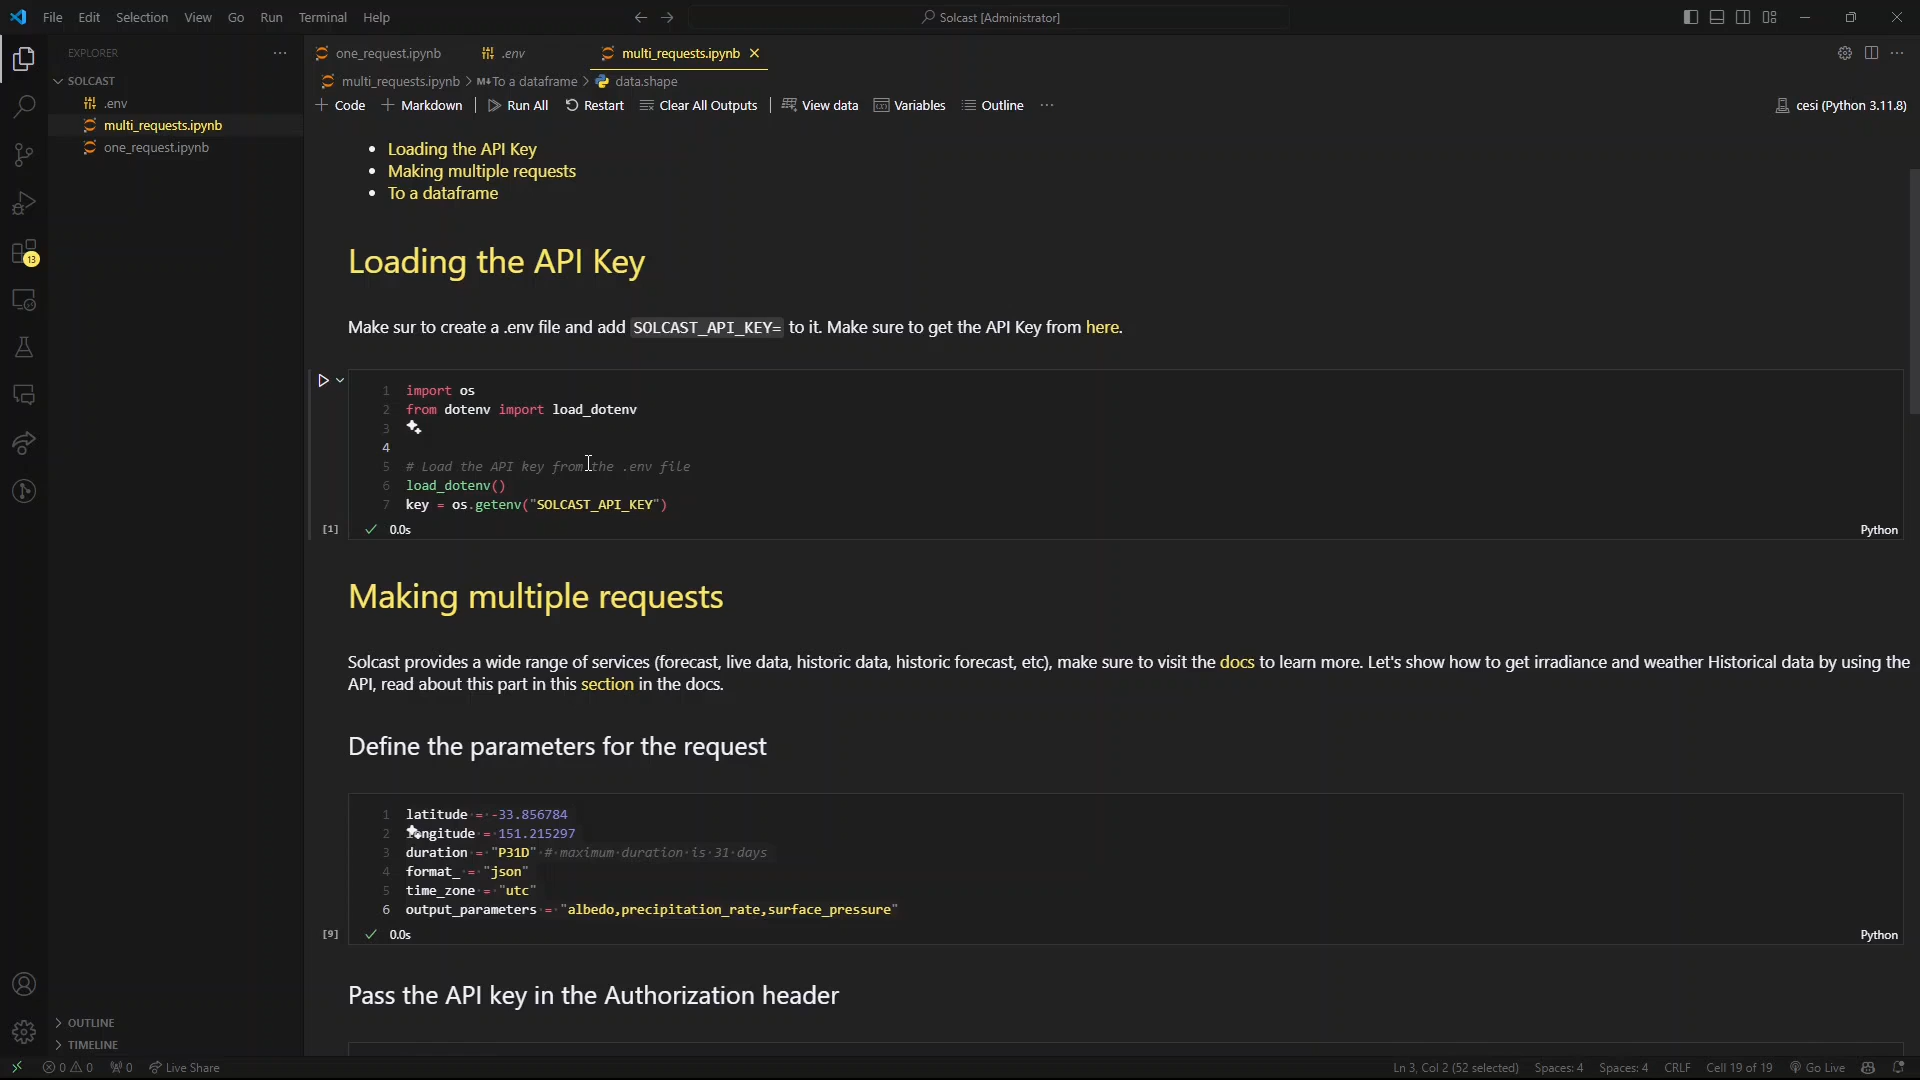 File Edit Selection View Go Run Terminal Help
Solcast [Administrator]
EXPLORER
SOLCAST
.env
multi_requests.ipynb
one_request.ipynb
13
OUTLINE
TIMELINE
one_request.ipynb .env multi_requests.ipynb
multi_requests.ipynb > M↓To a dataframe > data.shape
+ Code + Markdown Run All Restart Clear All Outputs View data Variables Outline ...
cesi (Python 3.11.8)
• Loading the API Key
• Making multiple requests
• To a dataframe
Loading the API Key
Make sur to create a .env file and add SOLCAST_API_KEY= to it. Make sure to get the API Key from here.
1 import os
2 from dotenv import load_dotenv
3
4
5 # Load the API key from the .env file
6 load_dotenv()
7 key = os.getenv("SOLCAST_API_KEY")
[1] ✓ 0.0s
Python
Making multiple requests
Solcast provides a wide range of services (forecast, live data, historic data, historic forecast, etc), make sure to visit the docs to learn more. Let's show how to get irradiance and weather Historical data by using the
API, read about this part in this section in the docs.
Define the parameters for the request
1 latitude = -33.856784
2 longitude = 151.215297
3 duration = "P31D" # maximum duration is 31 days
4 format_ = "json"
5 time_zone = "utc"
6 output_parameters = "albedo,precipitation_rate,surface_pressure"
[9] ✓ 0.0s
Python
Pass the API key in the Authorization header
0 0 0 Live Share
Ln 3, Col 2 (52 selected) Spaces: 4 Spaces: 4 CRLF Cell 19 of 19 Go Live